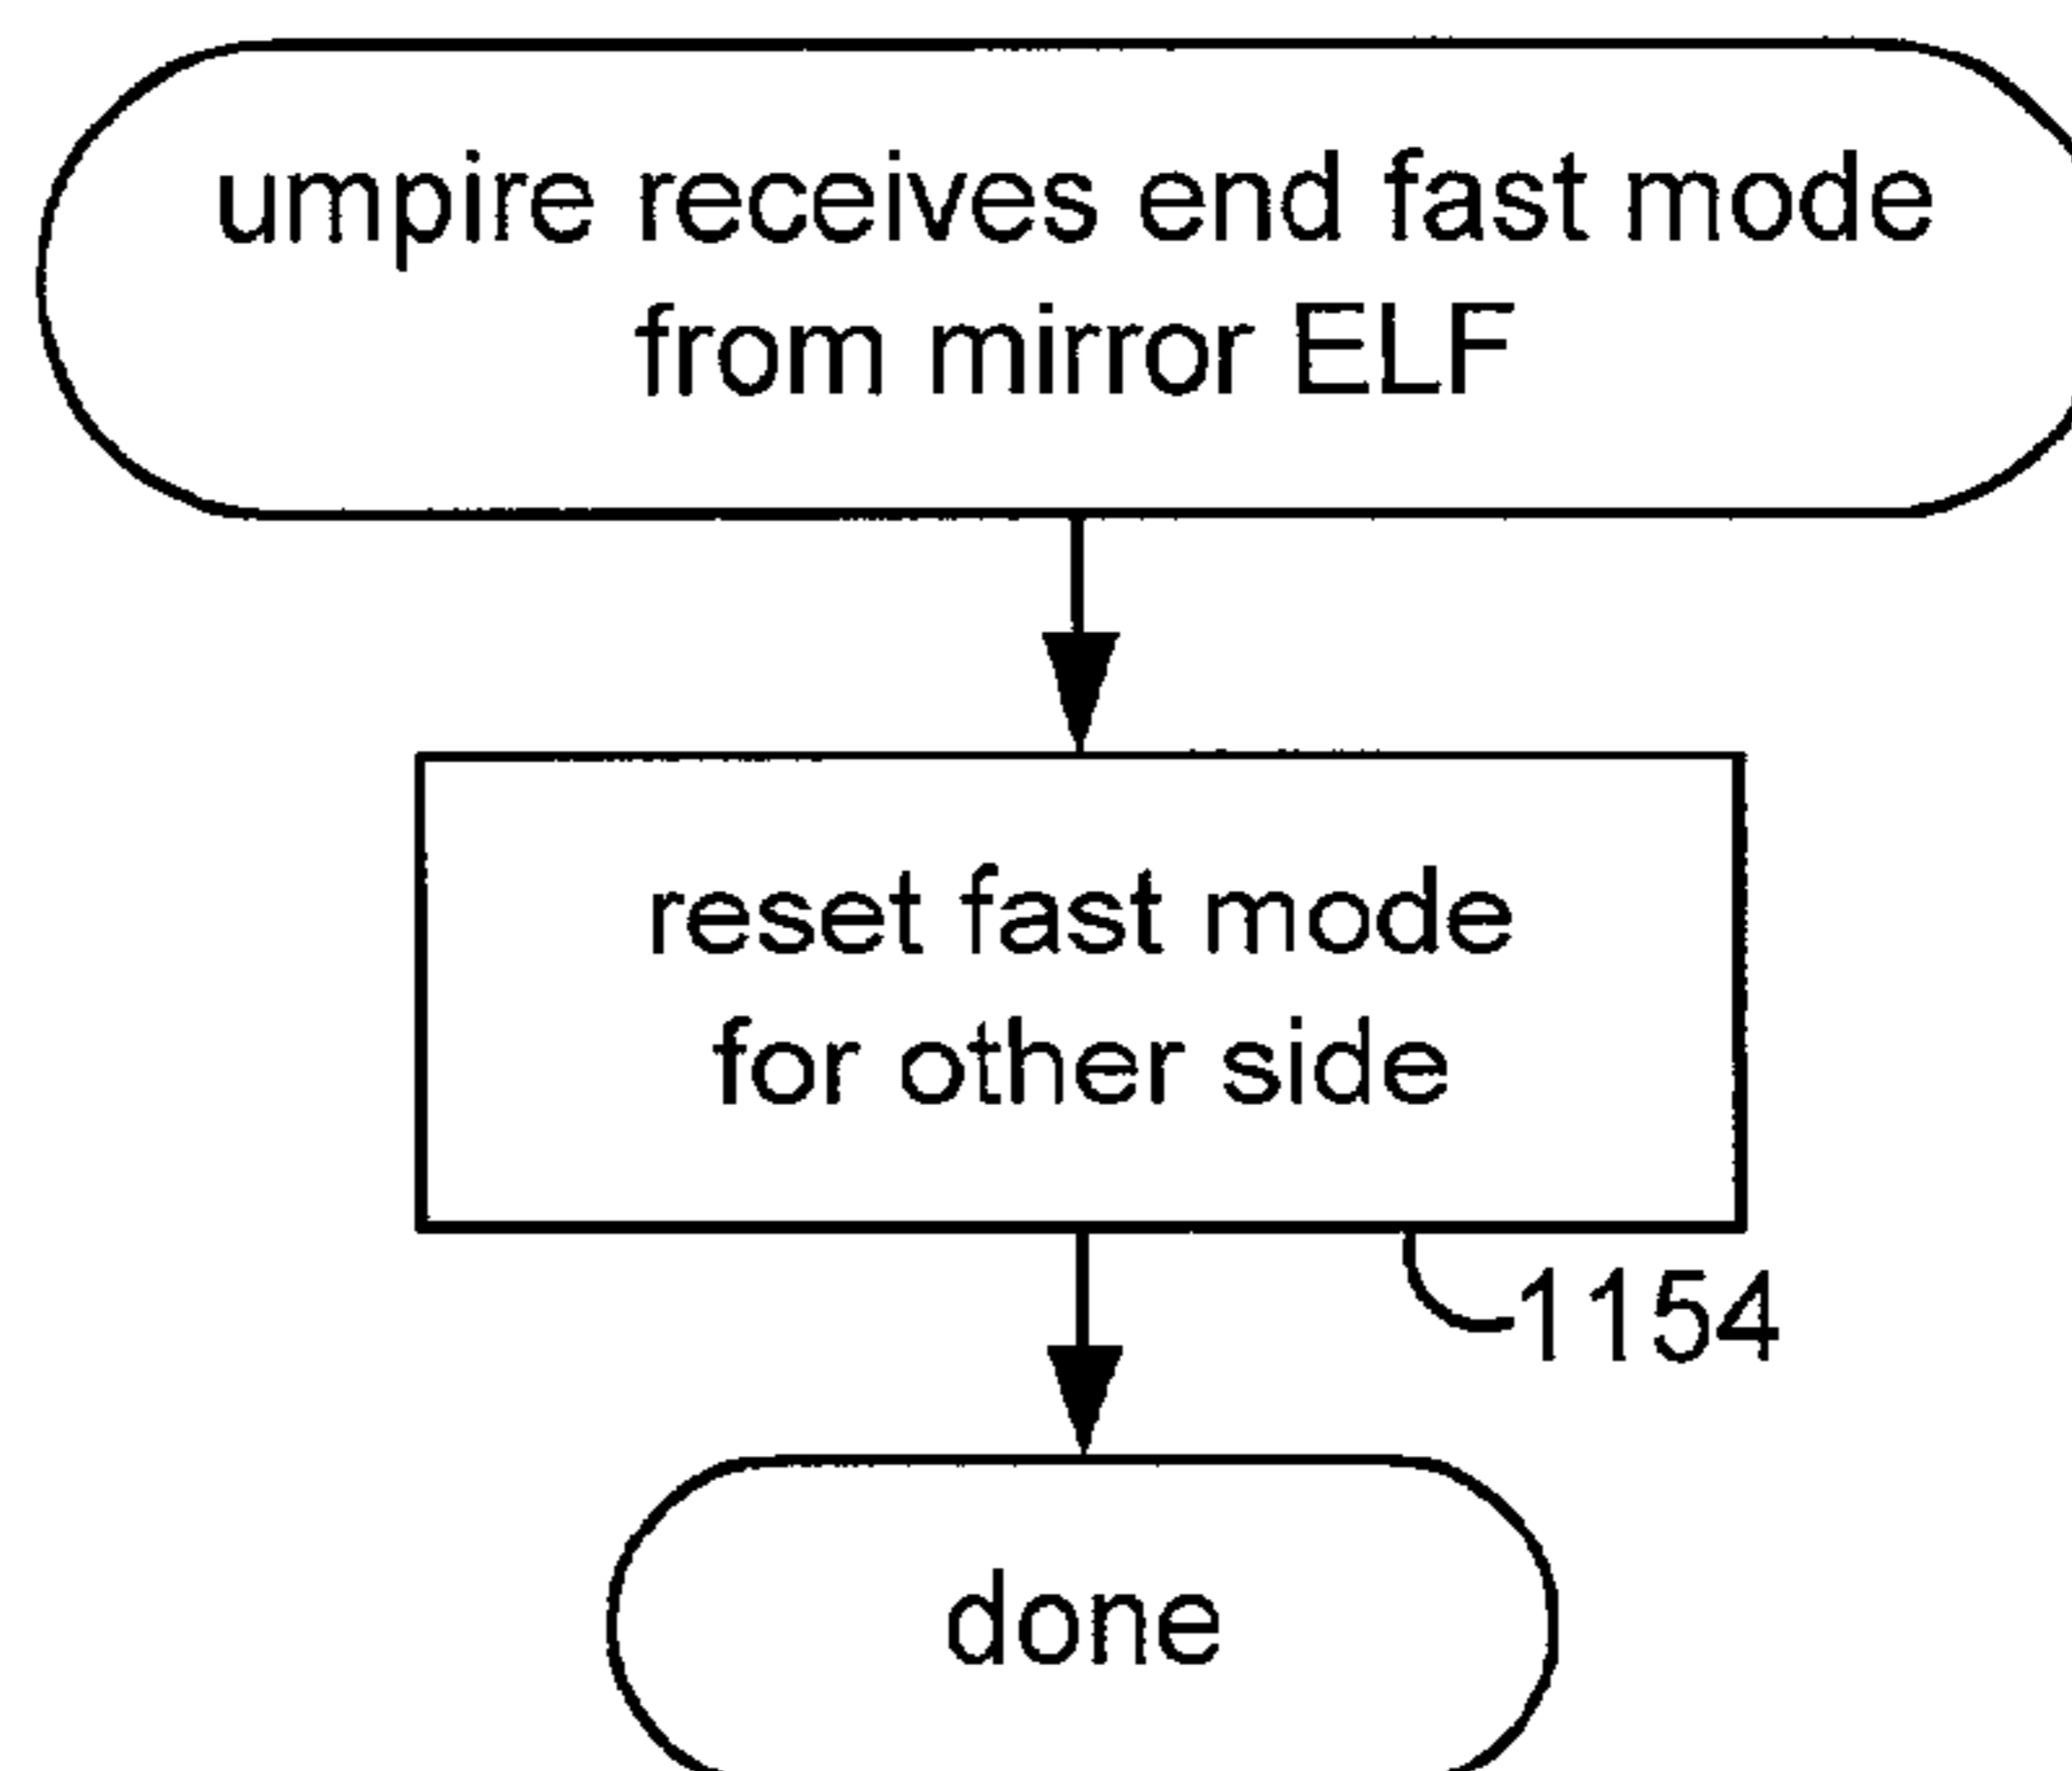 umpire receives end fast mode
from mirror ELF
reset fast mode
for other side
1154
done